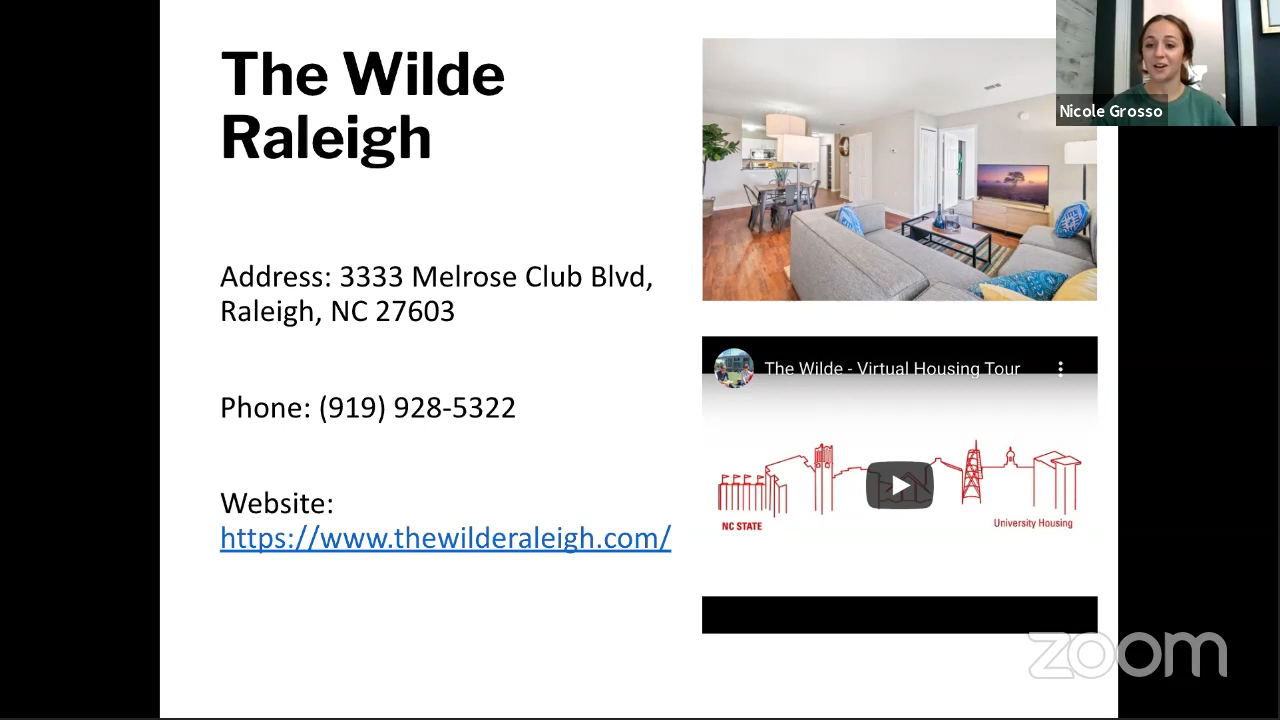 The Wilde
Raleigh
Address: 3333 Melrose Club Blvd,
Raleigh, NC 27603
Phone: (919) 928-5322
Website:
https://www.thewilderaleigh.com/
Nicole Grosso
The Wilde - Virtual Housing Tour
NC STATE
University Housing
zoom